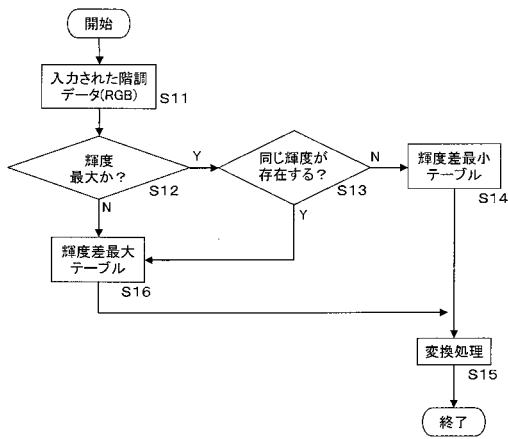 開始
入力された階調
データ(RGB)
S11
輝度
最大か？
S12
Y
N
同じ輝度が
存在する？
S13
N
Y
輝度差最小
テーブル
S14
輝度差最大
テーブル
S16
変換処理
S15
終了